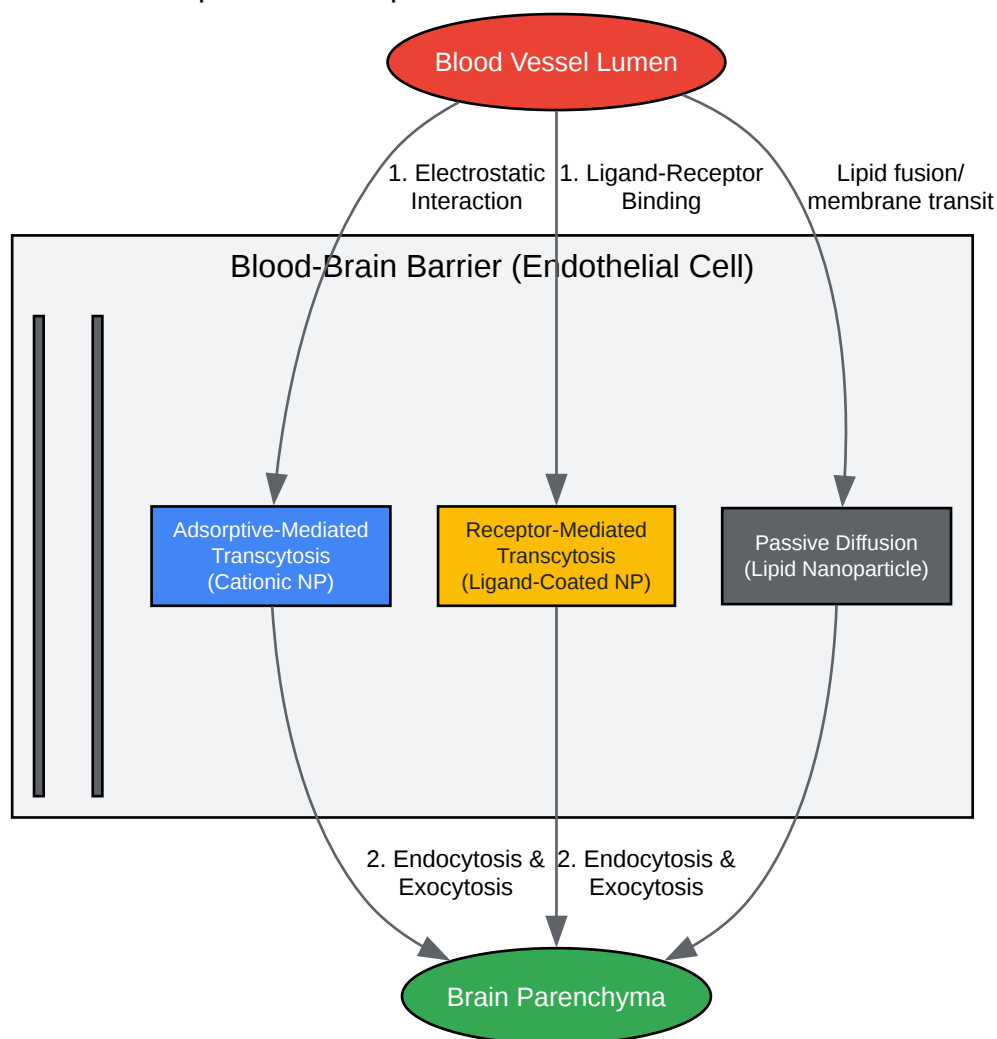 Blood Vessel Lumen
1. Electrostatic
Interaction
1. Ligand-Receptor
Binding
Lipid fusion/
membrane transit
Blood-Brain Barrier (Endothelial Cell)
Adsorptive-Mediated
Transcytosis
(Cationic NP)
Receptor-Mediated
Transcytosis
(Ligand-Coated NP)
Passive Diffusion
(Lipid Nanoparticle)
2. Endocytosis &
Exocytosis
2. Endocytosis &
Exocytosis
Brain Parenchyma